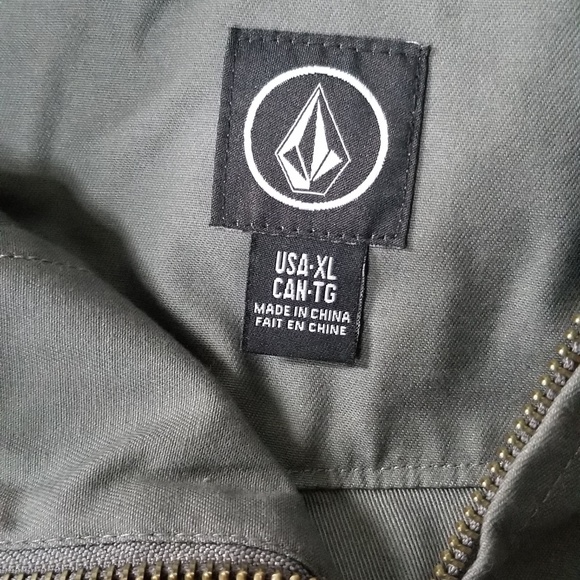 USA·XL
CAN·TG
MADE IN CHINA
FAIT EN CHINE